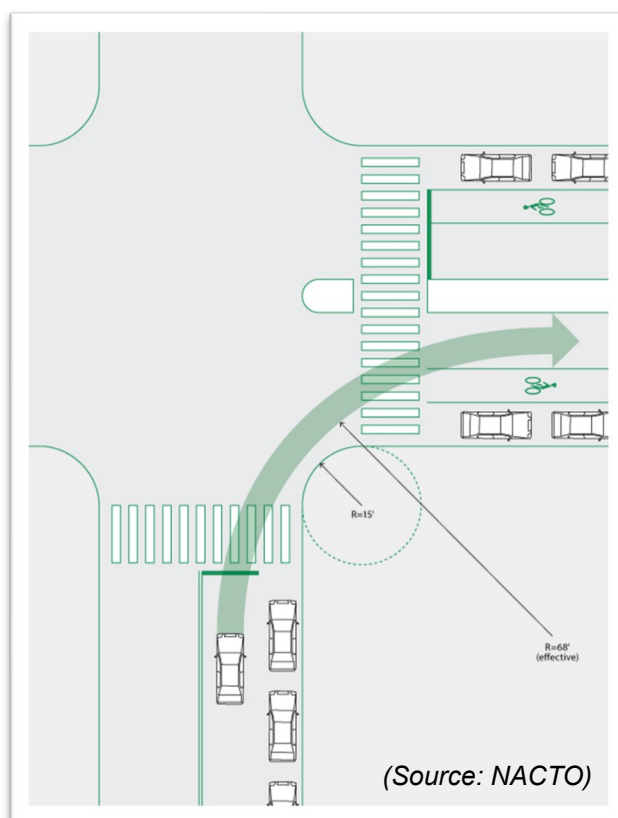 R=15'
R=68'
(effective)
(Source: NACTO)